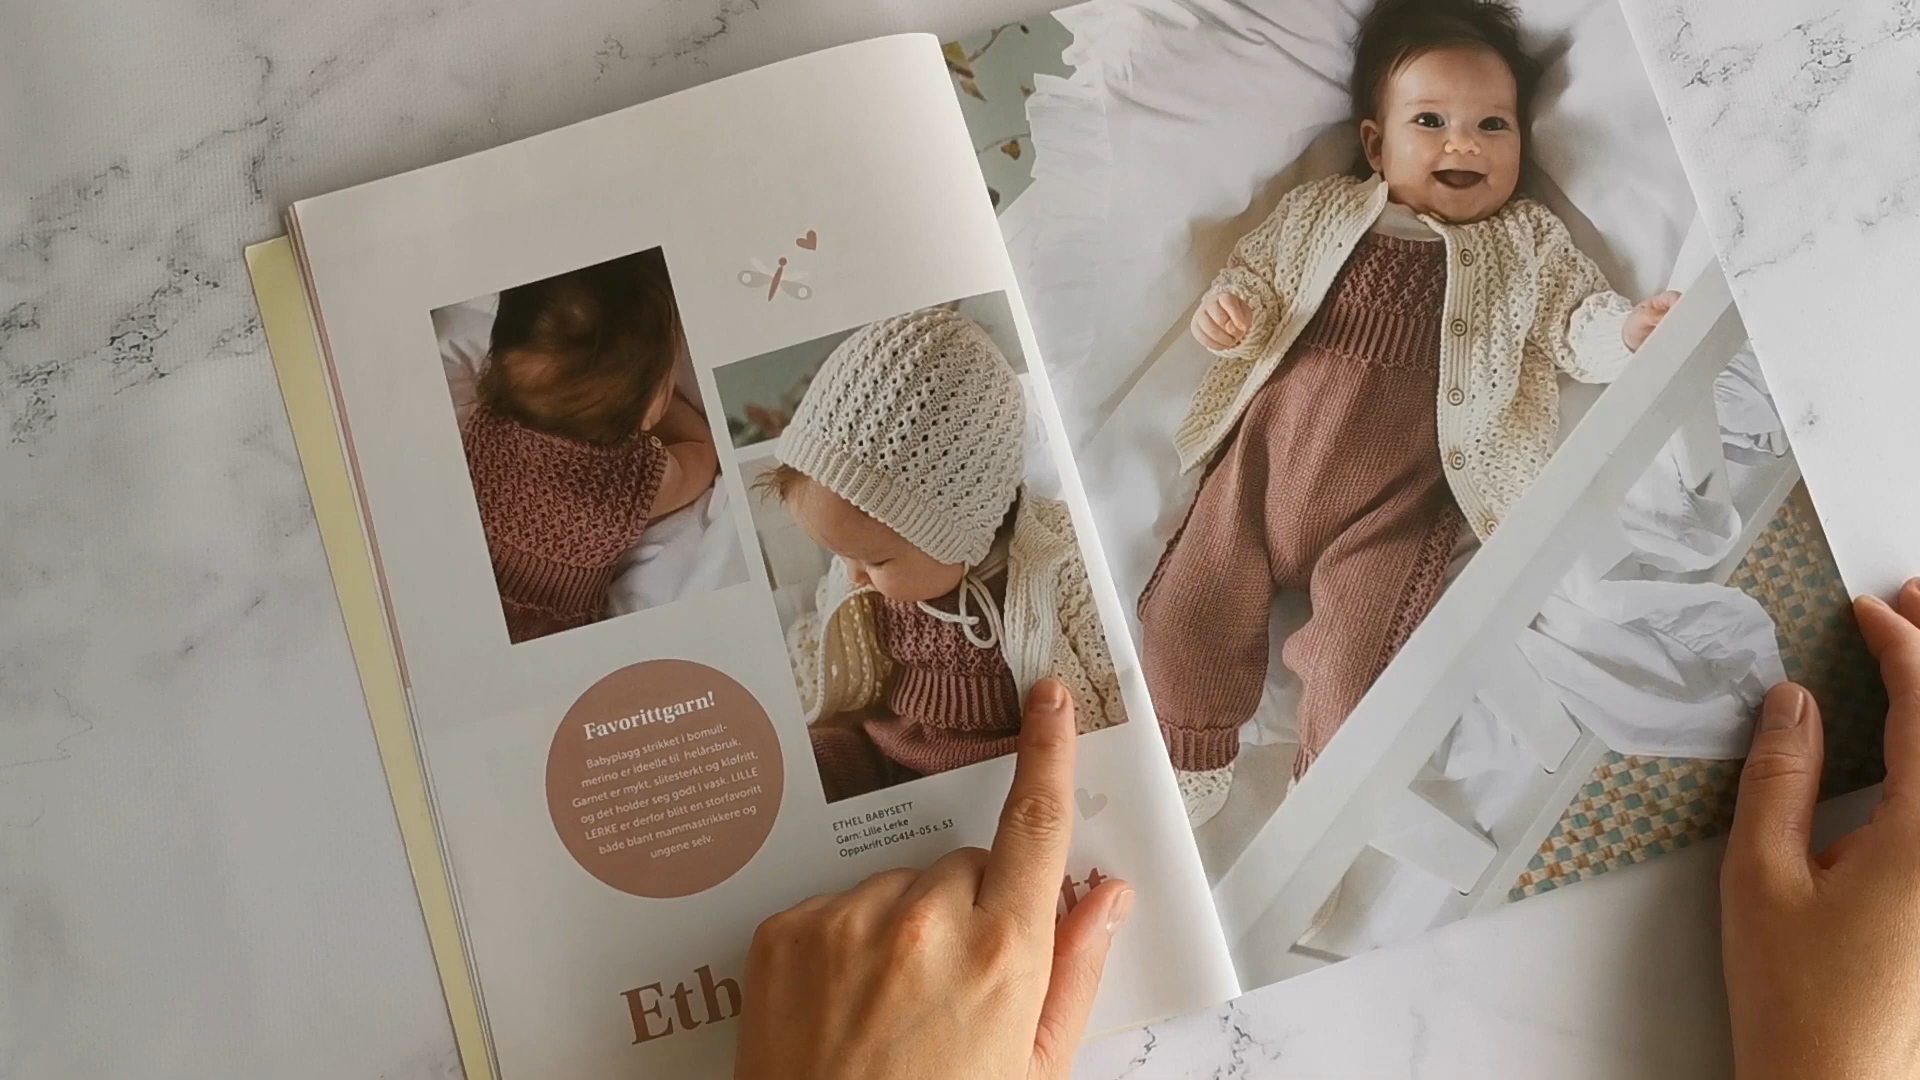 Favorittgarn!
Babyplagg strikket i bomull-
merino er ideelle til helårsbruk.
Garnet er mykt, slitesterkt og kløfritt,
og det holder seg godt i vask. LILLE
LERKE er derfor blitt en storfavoritt
både blant mammastrikkere og
ungene selv.
ETHEL BABYSETT
Garn: Lille Lerke
Oppskrift DG414-05 s. 53
Eth tt